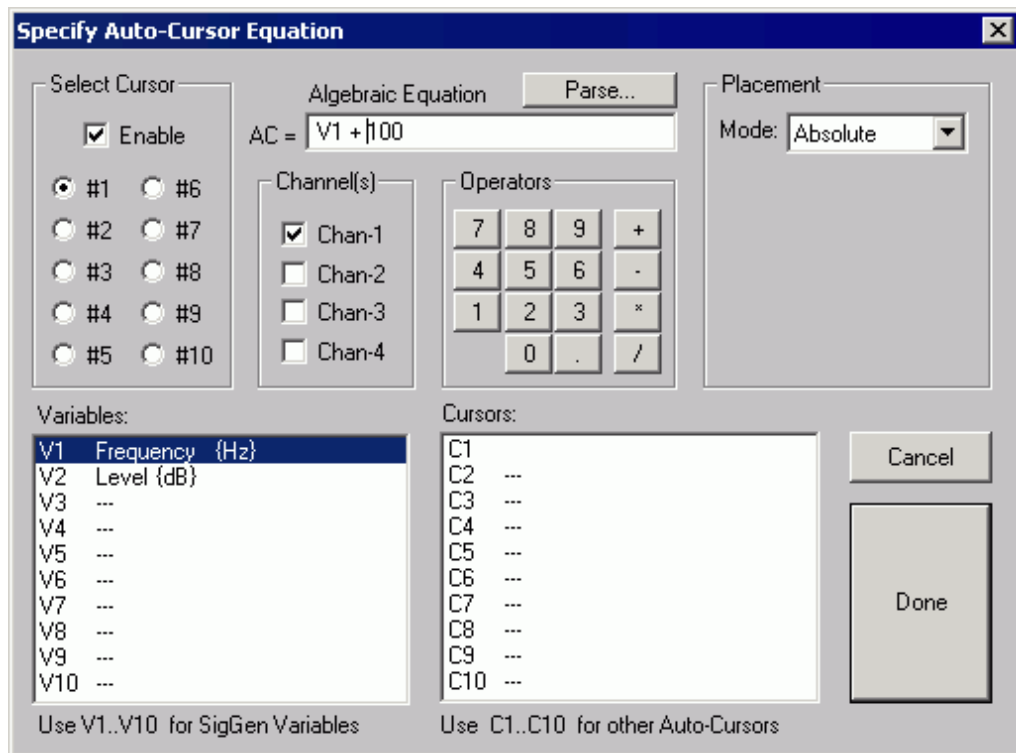 Specify Auto-Cursor Equation
Select Cursor
Enable
#1 #6
#2 #7
#3 #8
#4 #9
#5 #10
Algebraic Equation
Parse...
AC = V1 + 100
Channel(s)
Chan-1
Chan-2
Chan-3
Chan-4
Operators
7 8 9 +
4 5 6 -
1 2 3 *
0 . /
Placement
Mode: Absolute
Variables:
V1 Frequency {Hz}
V2 Level {dB}
V3 ---
V4 ---
V5 ---
V6 ---
V7 ---
V8 ---
V9 ---
V10 ---
Use V1..V10 for SigGen Variables
Cursors:
C1
C2 ---
C3 ---
C4 ---
C5 ---
C6 ---
C7 ---
C8 ---
C9 ---
C10 ---
Use C1..C10 for other Auto-Cursors
Cancel
Done